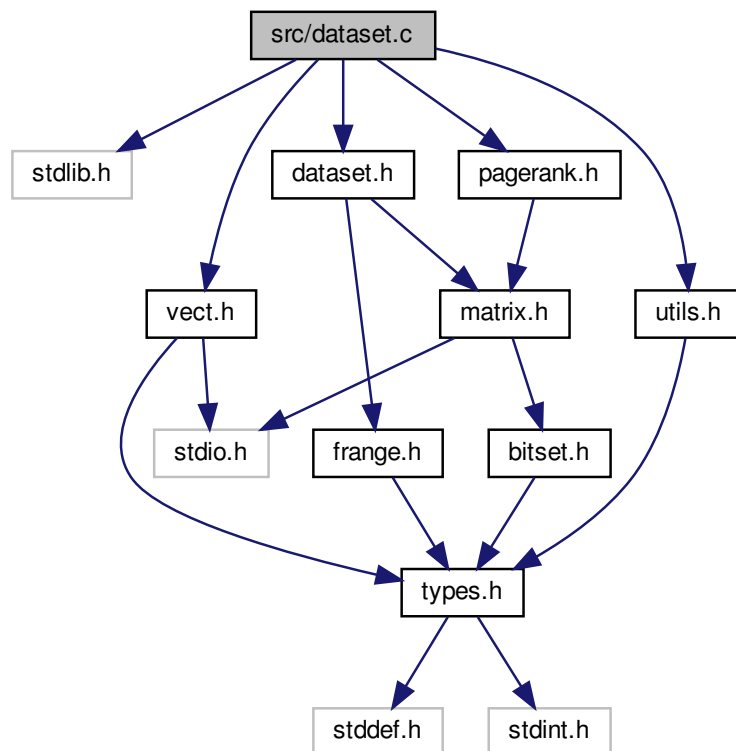 src/dataset.c
stdlib.h
dataset.h
pagerank.h
vect.h
matrix.h
utils.h
stdio.h
frange.h
bitset.h
types.h
stddef.h
stdint.h